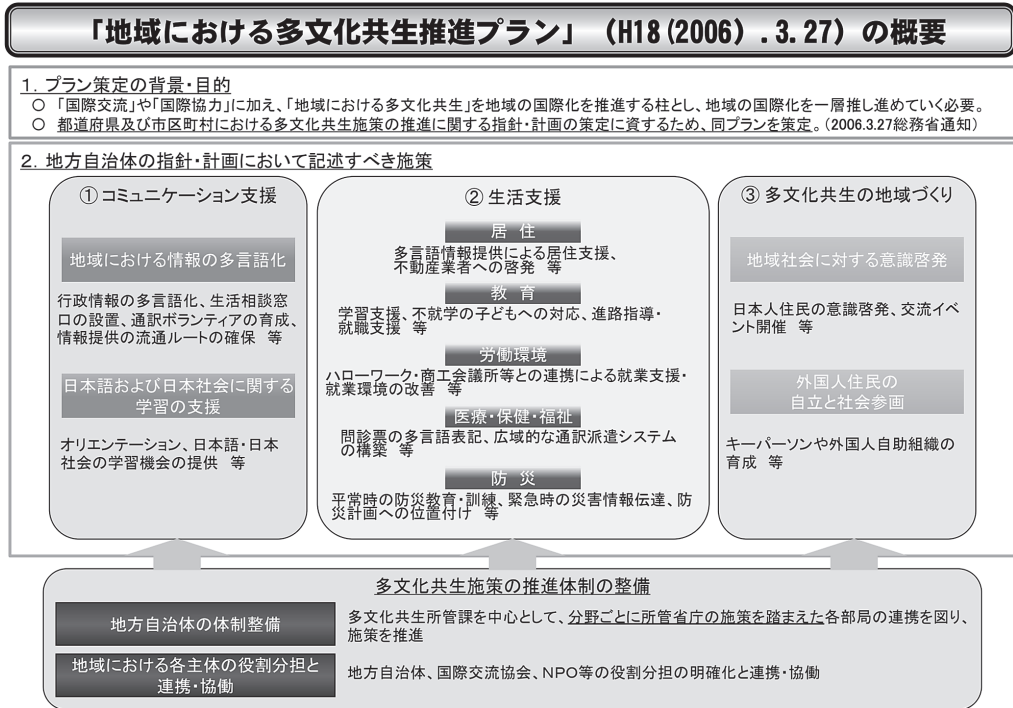 「地域における多文化共生推進プラン」（H18(2006).3.27）の概要
1．プラン策定の背景・目的
○ 「国際交流」や「国際協力」に加え、「地域における多文化共生」を地域の国際化を推進する柱とし、地域の国際化を一層推し進めていく必要。
○ 都道府県及び市区町村における多文化共生施策の推進に関する指針・計画の策定に資するため、同プランを策定。（2006.3.27総務省通知）
2．地方自治体の指針・計画において記述すべき施策
① コミュニケーション支援
地域における情報の多言語化
行政情報の多言語化、生活相談窓
口の設置、通訳ボランティアの育成、
情報提供の流通ルートの確保 等
日本語および日本社会に関する
学習の支援
オリエンテーション、日本語・日本
社会の学習機会の提供 等
② 生活支援
居 住
多言語情報提供による居住支援、
不動産業者への啓発 等
教 育
学習支援、不就学の子どもへの対応、進路指導・
就職支援 等
労働環境
ハローワーク・商工会議所等との連携による就業支援・
就業環境の改善 等
医療・保健・福祉
問診票の多言語表記、広域的な通訳派遣システム
の構築 等
防 災
平常時の防災教育・訓練、緊急時の災害情報伝達、防
災計画への位置付け 等
③ 多文化共生の地域づくり
地域社会に対する意識啓発
日本人住民の意識啓発、交流イベ
ント開催 等
外国人住民の
自立と社会参画
キーパーソンや外国人自助組織の
育成 等
多文化共生施策の推進体制の整備
地方自治体の体制整備
多文化共生所管課を中心として、分野ごとに所管省庁の施策を踏まえた各部局の連携を図り、
施策を推進
地域における各主体の役割分担と
連携・協働
地方自治体、国際交流協会、NPO等の役割分担の明確化と連携・協働